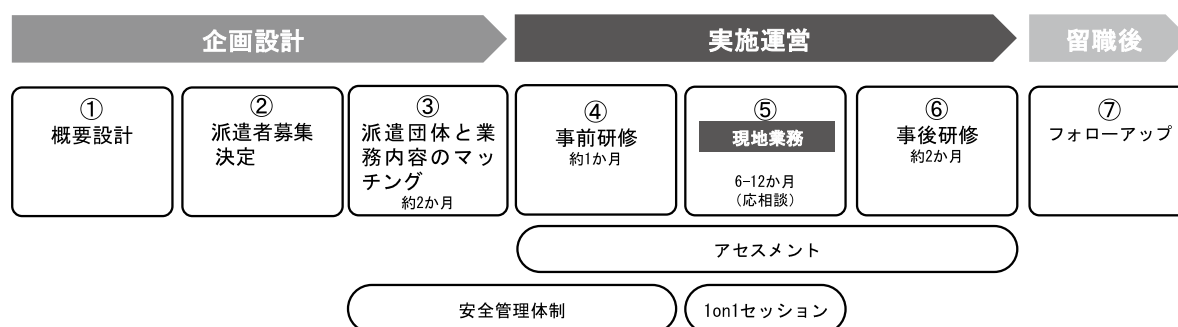 企画設計
実施運営
留職後
①
概要設計
②
派遣者募集
決定
③
派遣団体と業
務内容のマッ
チング
約2か月
④
事前研修
約1か月
⑤
現地業務
6-12か月
（応相談）
⑥
事後研修
約2か月
⑦
フォローアップ
アセスメント
安全管理体制
1on1セッション